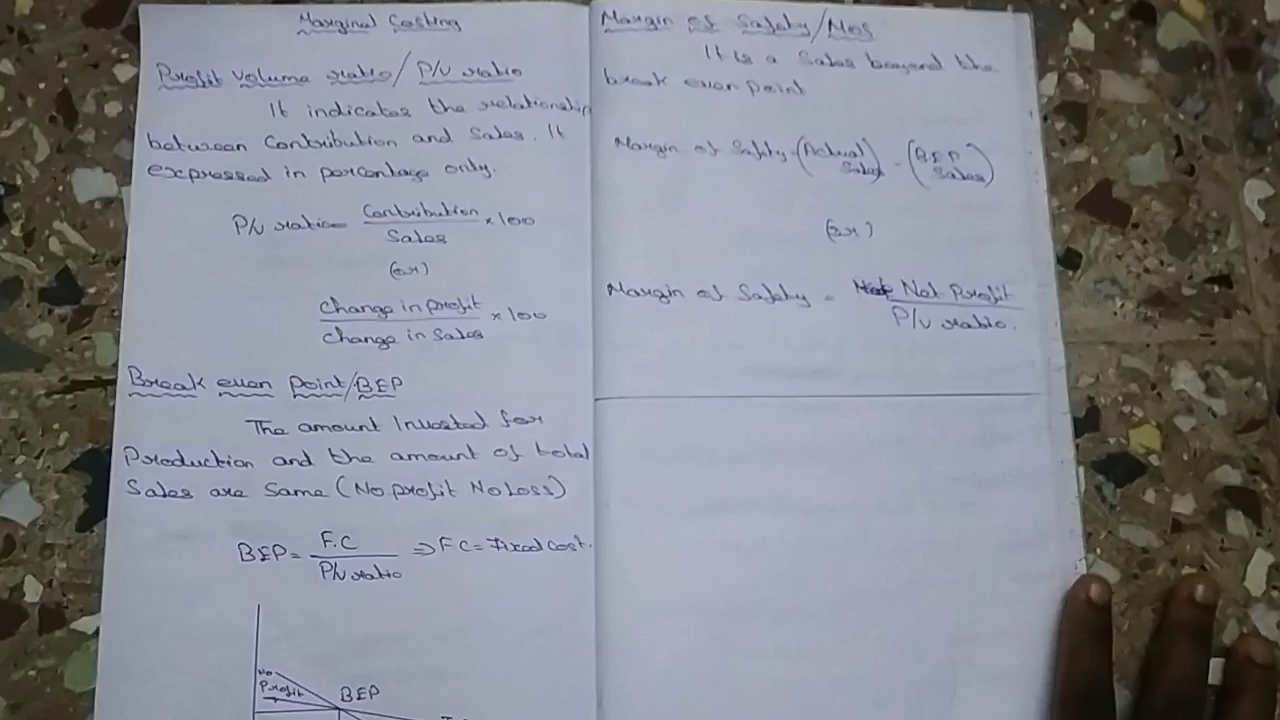 Marginal Costing
Profit Volume ratio/P/V ratio
It indicates the relationship
between Contribution and Sales. It
expressed in percentage only.
P/V ratio= Contribution/Sales × 100
(or)
change in profit/change in Sales × 100
Break even Point/BEP
The amount Invested for
Production and the amount of total
Sales are Same (No profit No Loss)
BEP = F.C/P/V ratio ⇒ FC = Fixed Cost.
No
Profit
BEP
Margin of Safety/Mos
It is a Sales beyond the
break even point
Margin of Safety = (Actual Sales) - (BEP Sales)
(or)
Margin of Safety = Net Profit/P/V ratio.